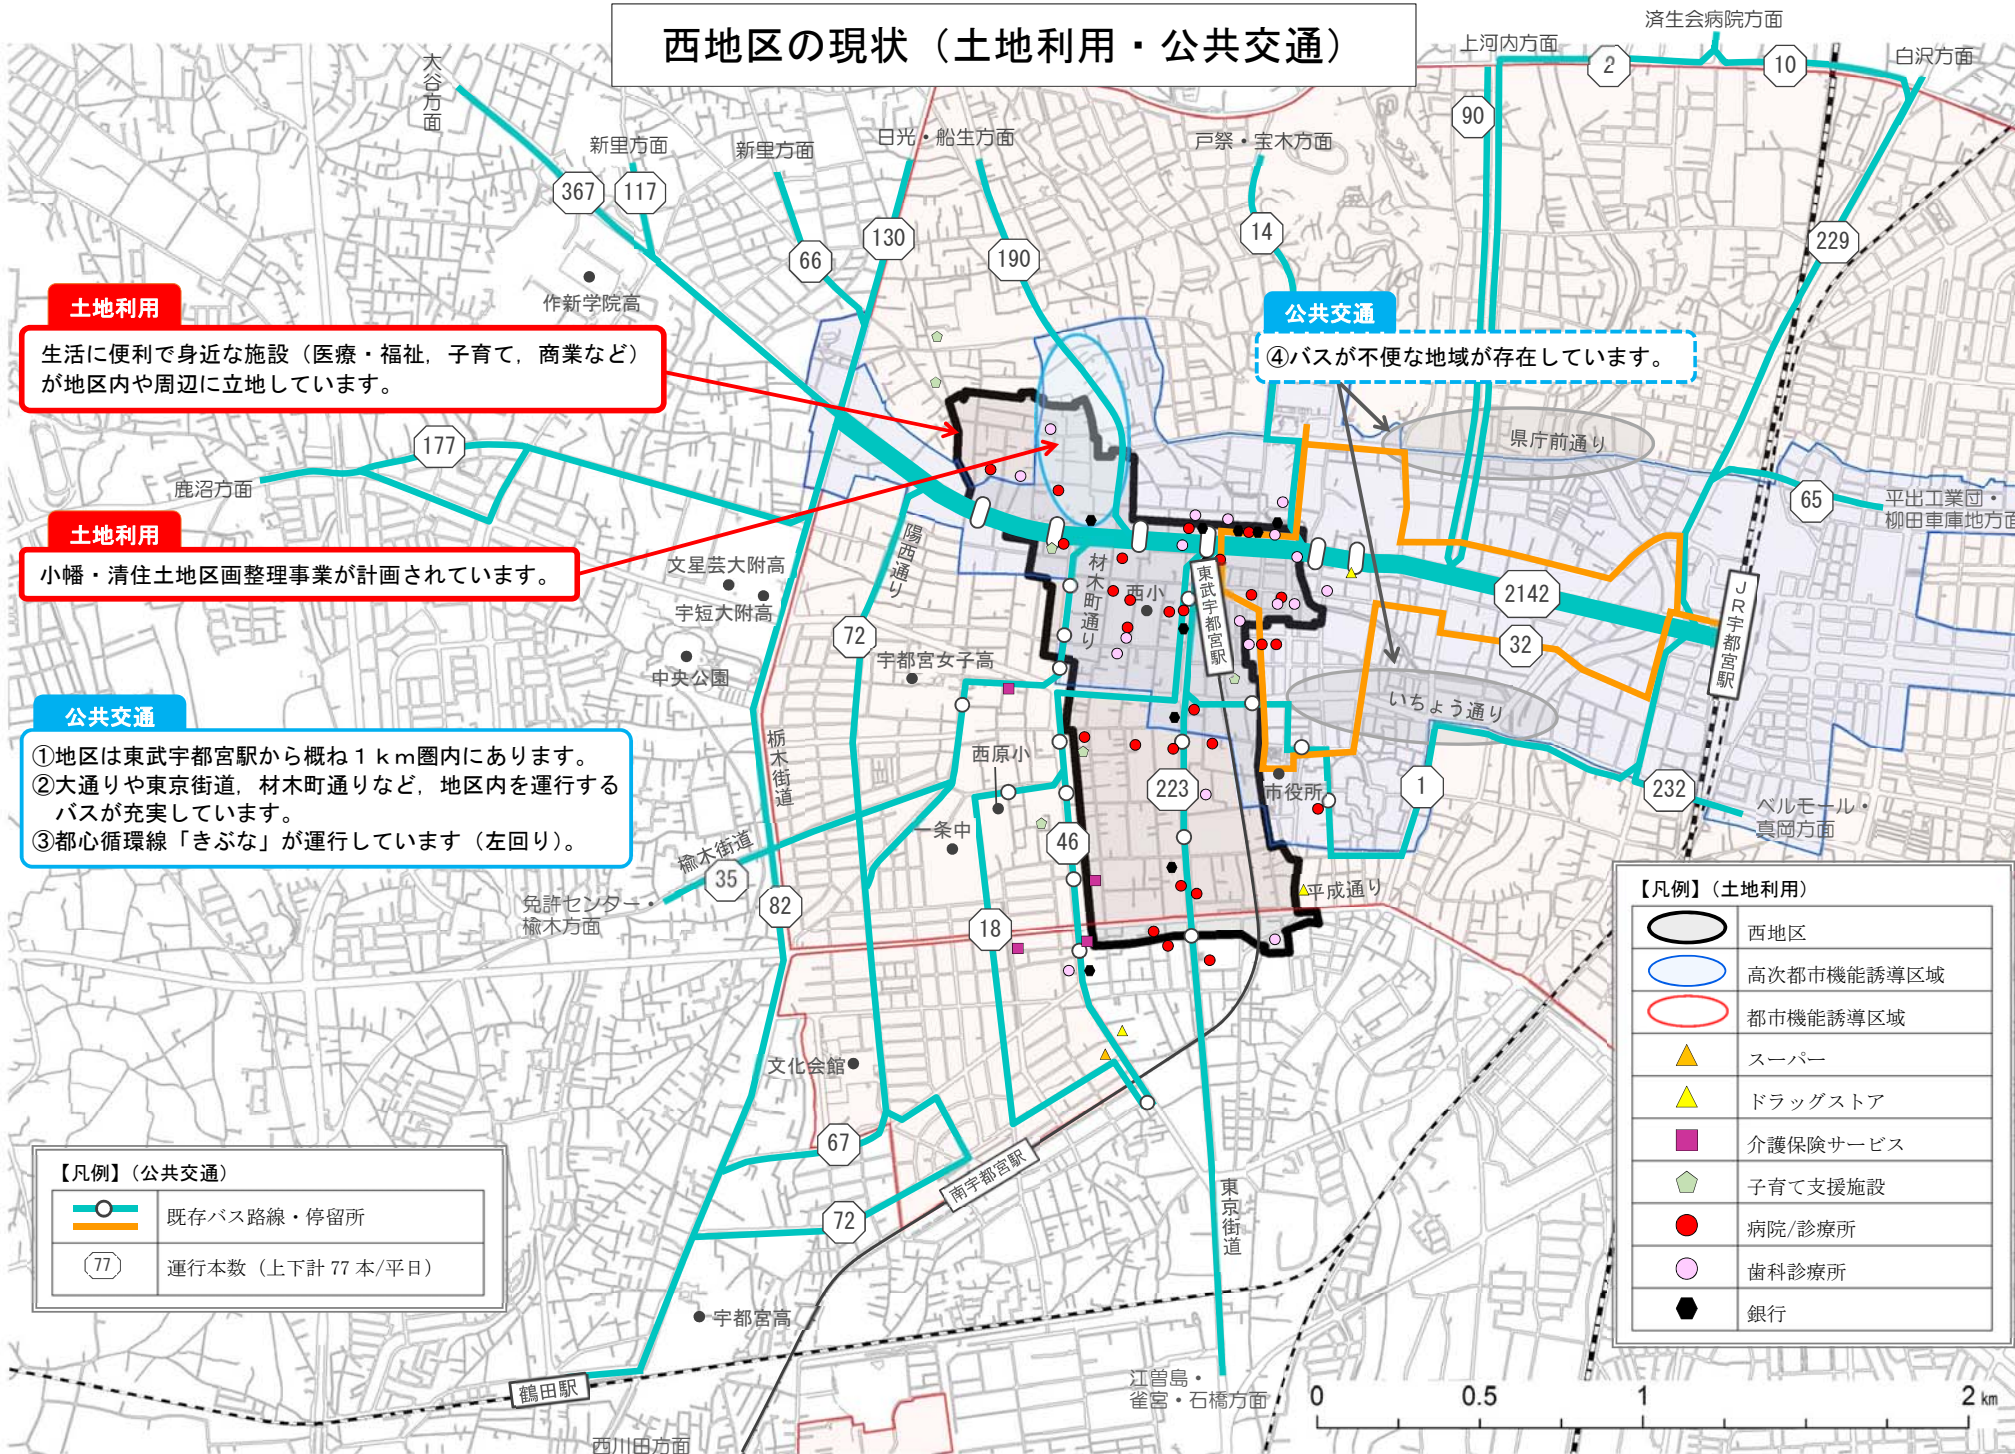 西地区の現状（土地利用・公共交通）
済生会病院方面
上河内方面
白沢方面
2
10
大谷方面
90
日光・船生方面
戸祭・宝木方面
新里方面
新里方面
367
117
14
130
229
190
66
作新学院高
土地利用
生活に便利で身近な施設（医療・福祉，子育て，商業など）
が地区内や周辺に立地しています。
公共交通
④バスが不便な地域が存在しています。
県庁前通り
177
鹿沼方面
65
平出工業団・
柳田車庫地方面
土地利用
小幡・清住土地区画整理事業が計画されています。
陽西通り
文星芸大附高
宇短大附高
材木町通り
西小
東武宇都宮駅
2142
JR宇都宮駅
72
32
宇都宮女子高
中央公園
いちょう通り
公共交通
①地区は東武宇都宮駅から概ね１ｋｍ圏内にあります。
②大通りや東京街道，材木町通りなど，地区内を運行する
バスが充実しています。
③都心循環線「きぶな」が運行しています（左回り）。
栃木街道
西原小
223
市役所
1
232
ベルモール・
真岡方面
一条中
46
楡木街道
35
82
免許センター・
楡木方面
平成通り
18
文化会館
67
72
南宇都宮駅
東京街道
宇都宮高
鶴田駅
西川田方面
江曽島・
雀宮・石橋方面
【凡例】（公共交通）
既存バス路線・停留所
77
運行本数（上下計 77 本/平日）
【凡例】（土地利用）
西地区
高次都市機能誘導区域
都市機能誘導区域
スーパー
ドラッグストア
介護保険サービス
子育て支援施設
病院/診療所
歯科診療所
銀行
0
0.5
1
2 km